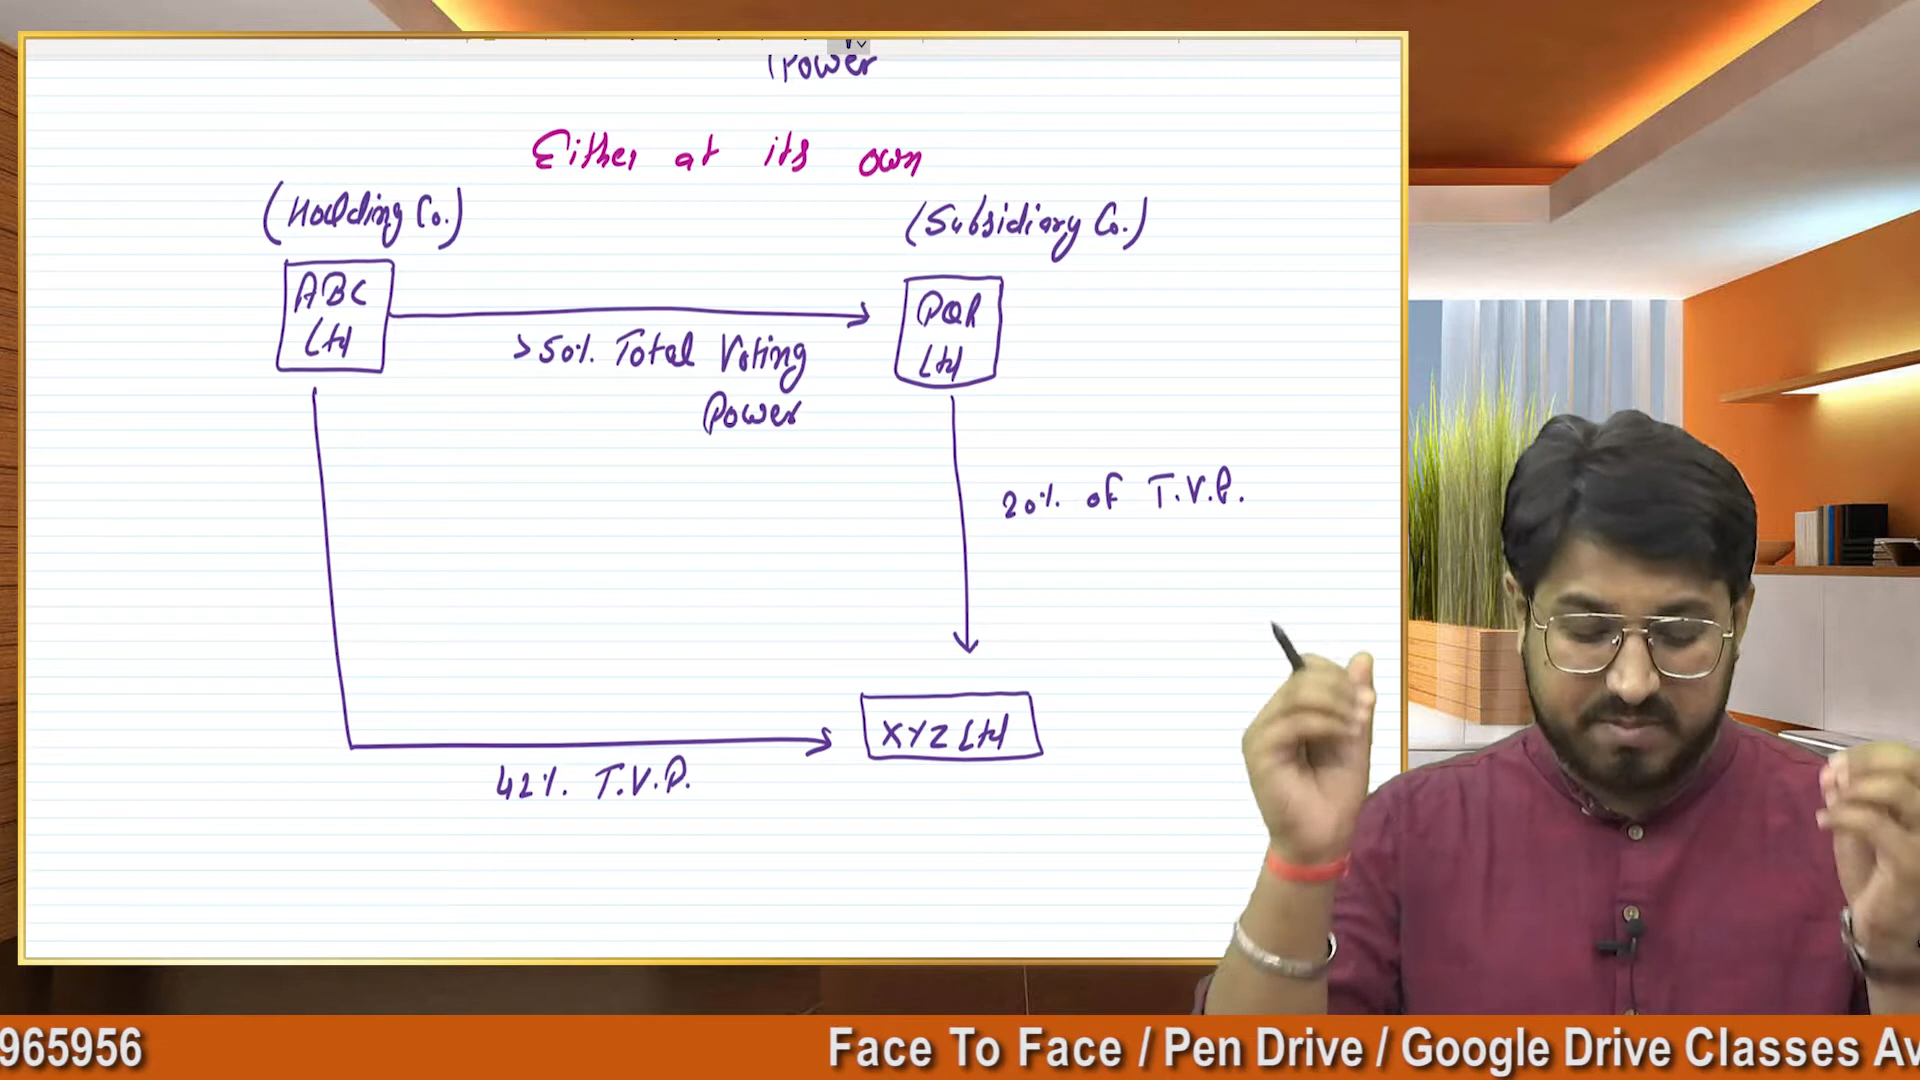 Power
Either at its own
(Holding Co.)
(Subsidiary Co.)
ABC
Ltd
PQR
Ltd
>50% Total Voting
Power
20% of T.V.P.
XYZ Ltd
42% T.V.P.
965956
Face To Face / Pen Drive / Google Drive Classes Av